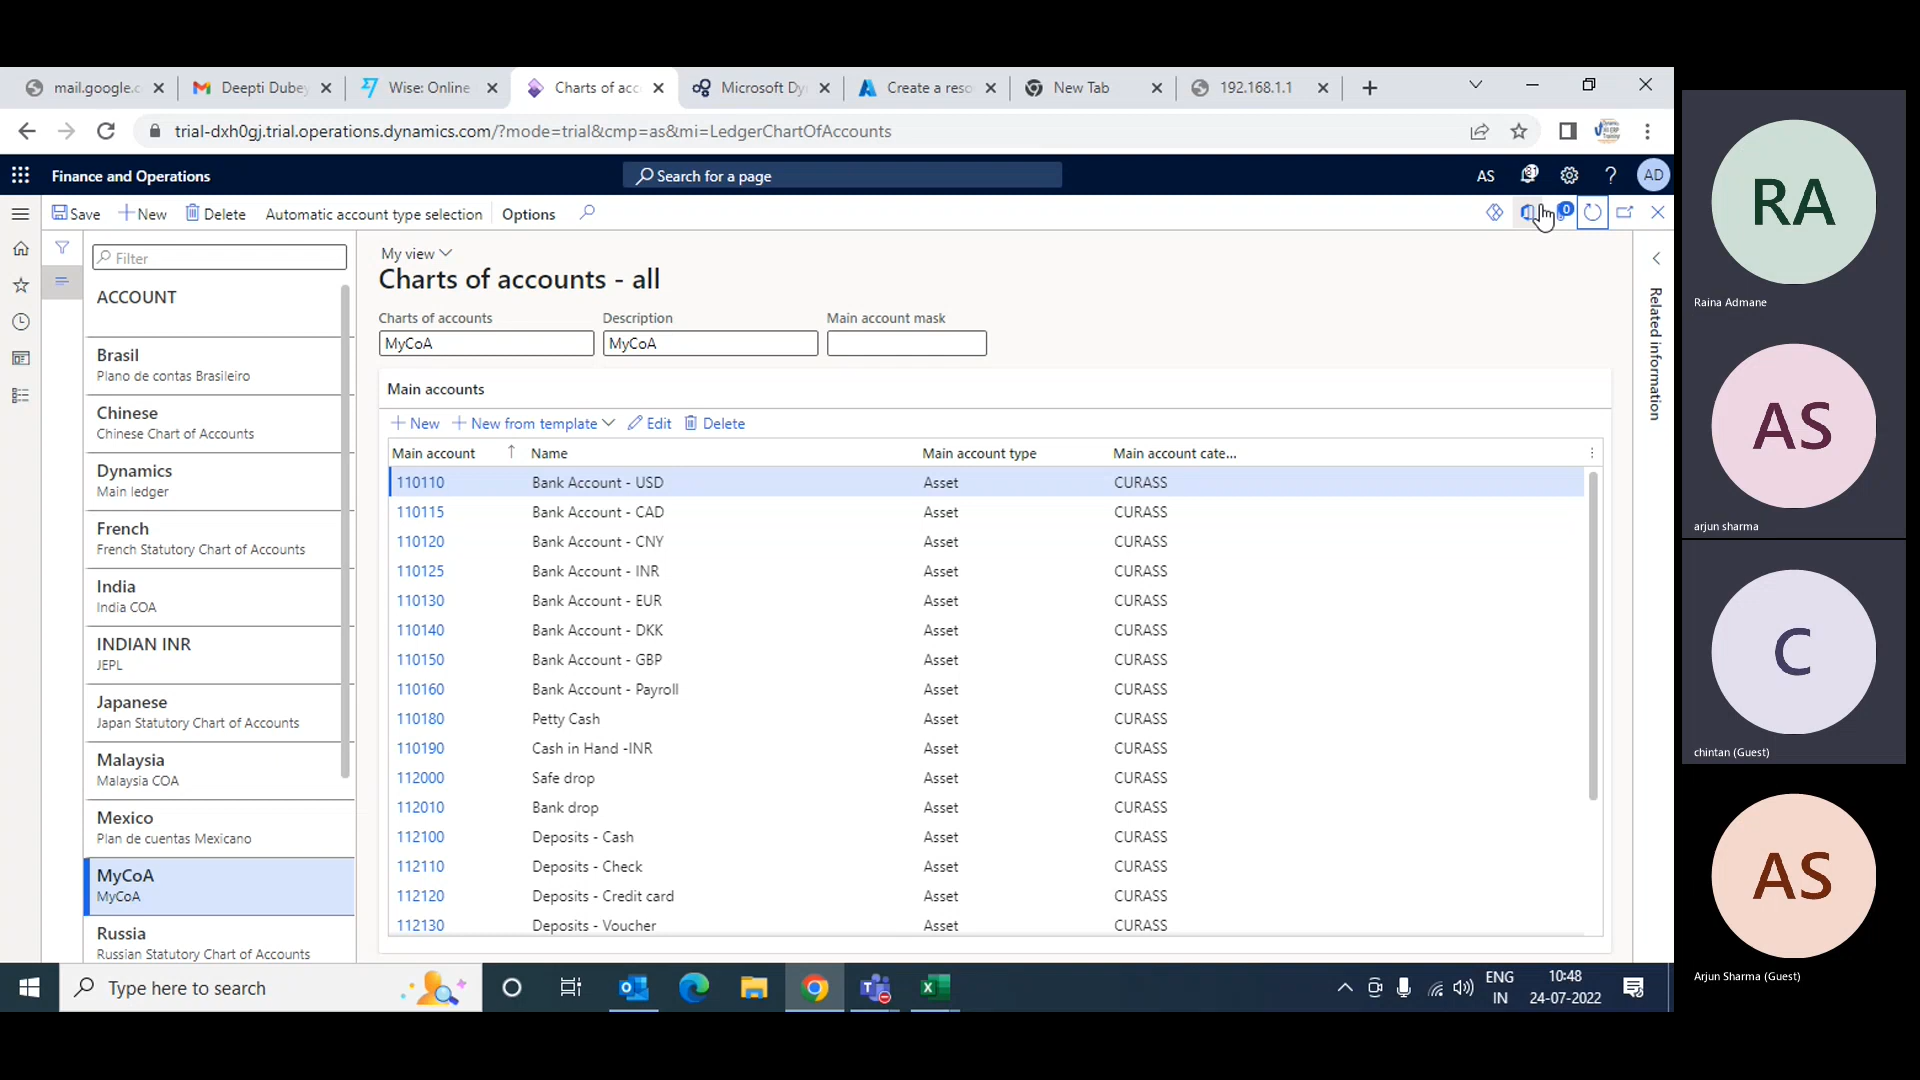 mail.google.c
Deepti Dubey
Wise: Online
Charts of acc
Microsoft Dy
Create a reso
New Tab
192.168.1.1
trial-dxh0gj.trial.operations.dynamics.com/?mode=trial&cmp=as&mi=LedgerChartOfAccounts
Finance and Operations
Search for a page
AS
AD
Save
New
Delete
Automatic account type selection
Options
0
Filter
ACCOUNT
Brasil
Plano de contas Brasileiro
Chinese
Chinese Chart of Accounts
Dynamics
Main ledger
French
French Statutory Chart of Accounts
India
India COA
INDIAN INR
JEPL
Japanese
Japan Statutory Chart of Accounts
Malaysia
Malaysia COA
Mexico
Plan de cuentas Mexicano
MyCoA
MyCoA
Russia
Russian Statutory Chart of Accounts
My view
Charts of accounts - all
Charts of accounts Description Main account mask
MyCoA MyCoA
Main accounts
New New from template Edit Delete
Main account Name Main account type Main account cate...
110110 Bank Account - USD Asset CURASS
110115 Bank Account - CAD Asset CURASS
110120 Bank Account - CNY Asset CURASS
110125 Bank Account - INR Asset CURASS
110130 Bank Account - EUR Asset CURASS
110140 Bank Account - DKK Asset CURASS
110150 Bank Account - GBP Asset CURASS
110160 Bank Account - Payroll Asset CURASS
110180 Petty Cash Asset CURASS
110190 Cash in Hand -INR Asset CURASS
112000 Safe drop Asset CURASS
112010 Bank drop Asset CURASS
112100 Deposits - Cash Asset CURASS
112110 Deposits - Check Asset CURASS
112120 Deposits - Credit card Asset CURASS
112130 Deposits - Voucher Asset CURASS
Related information
RA
Raina Admane
AS
arjun sharma
C
chintan (Guest)
AS
Arjun Sharma (Guest)
Type here to search
ENG
IN
10:48
24-07-2022